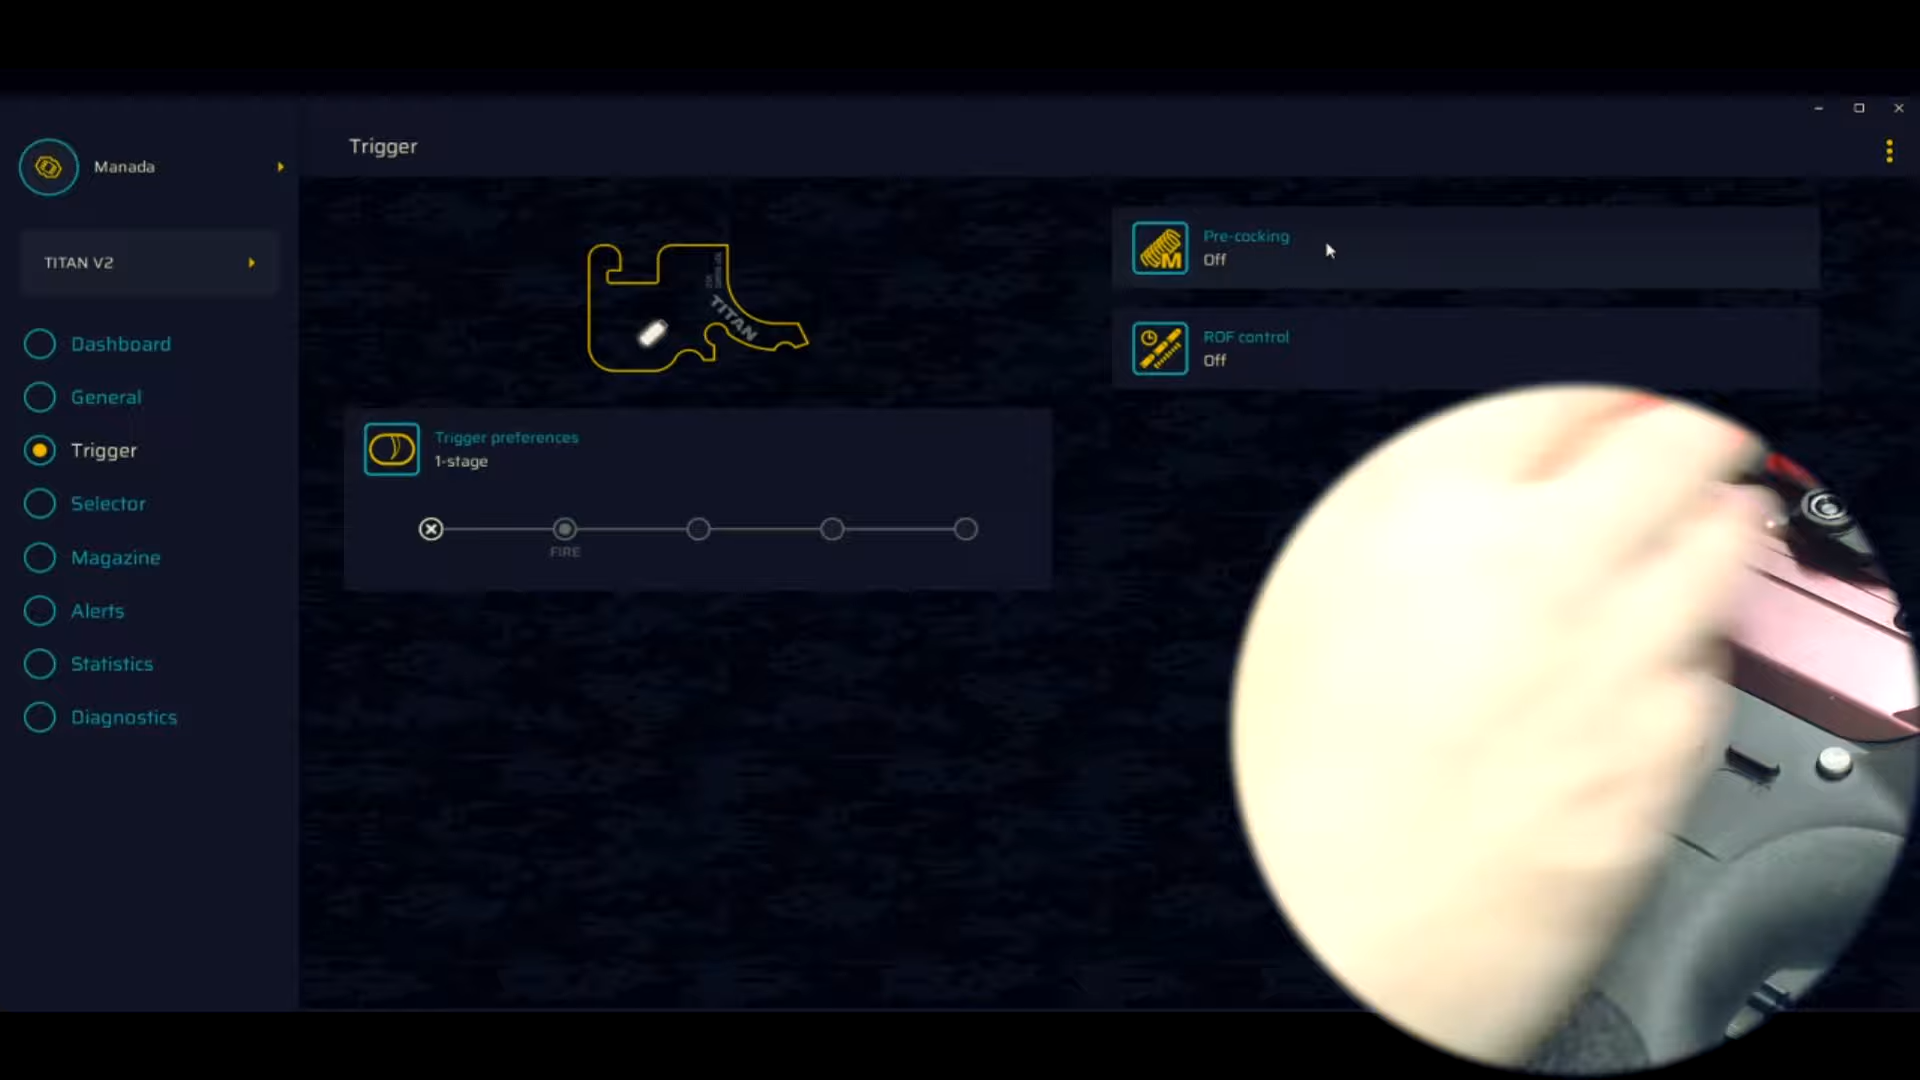 Trigger
Manada
TITAN V2
Dashboard
General
Trigger
Selector
Magazine
Alerts
Statistics
Diagnostics
TITAN
Trigger preferences
1-stage
FIRE
Pre-cocking
M
Off
ROF control
Off